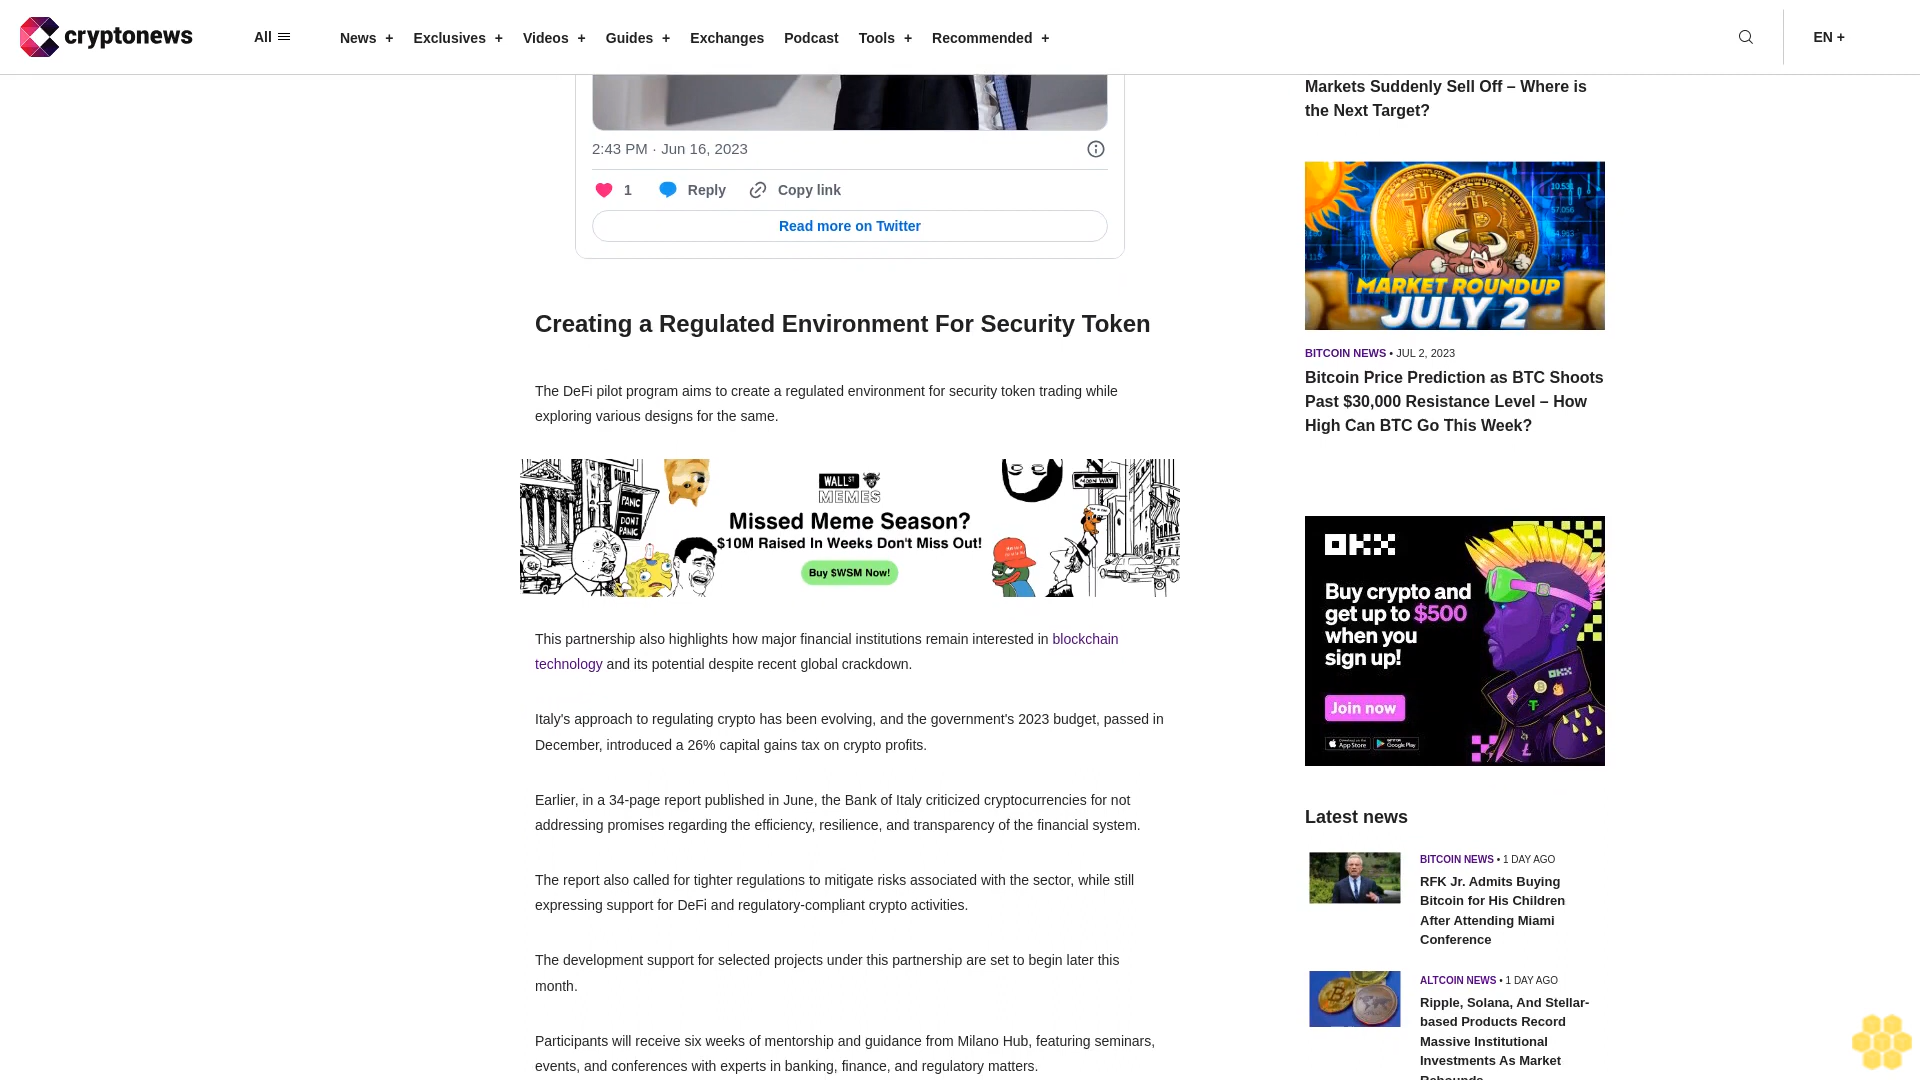 cryptonews
All
News +
Exclusives +
Videos +
Guides +
Exchanges
Podcast
Tools +
Recommended +
EN +
2:43 PM · Jun 16, 2023
1
Reply
Copy link
Read more on Twitter
Creating a Regulated Environment For Security Token
The DeFi pilot program aims to create a regulated environment for security token trading while
exploring various designs for the same.
PANIC
DON'T
PANIC
WALL ST
MEMES
Missed Meme Season?
$10M Raised In Weeks Don't Miss Out!
Buy $WSM Now!
This partnership also highlights how major financial institutions remain interested in blockchain
technology and its potential despite recent global crackdown.
Italy's approach to regulating crypto has been evolving, and the government's 2023 budget, passed in
December, introduced a 26% capital gains tax on crypto profits.
Earlier, in a 34-page report published in June, the Bank of Italy criticized cryptocurrencies for not
addressing promises regarding the efficiency, resilience, and transparency of the financial system.
The report also called for tighter regulations to mitigate risks associated with the sector, while still
expressing support for DeFi and regulatory-compliant crypto activities.
The development support for selected projects under this partnership are set to begin later this
month.
Participants will receive six weeks of mentorship and guidance from Milano Hub, featuring seminars,
events, and conferences with experts in banking, finance, and regulatory matters.
Markets Suddenly Sell Off – Where is
the Next Target?
MARKET ROUNDUP
JULY 2
BITCOIN NEWS • JUL 2, 2023
Bitcoin Price Prediction as BTC Shoots
Past $30,000 Resistance Level – How
High Can BTC Go This Week?
OKX
Buy crypto and
get up to $500
when you
sign up!
Join now
App Store
Google Play
Latest news
BITCOIN NEWS • 1 DAY AGO
RFK Jr. Admits Buying
Bitcoin for His Children
After Attending Miami
Conference
ALTCOIN NEWS • 1 DAY AGO
Ripple, Solana, And Stellar-
based Products Record
Massive Institutional
Investments As Market
Rebounds